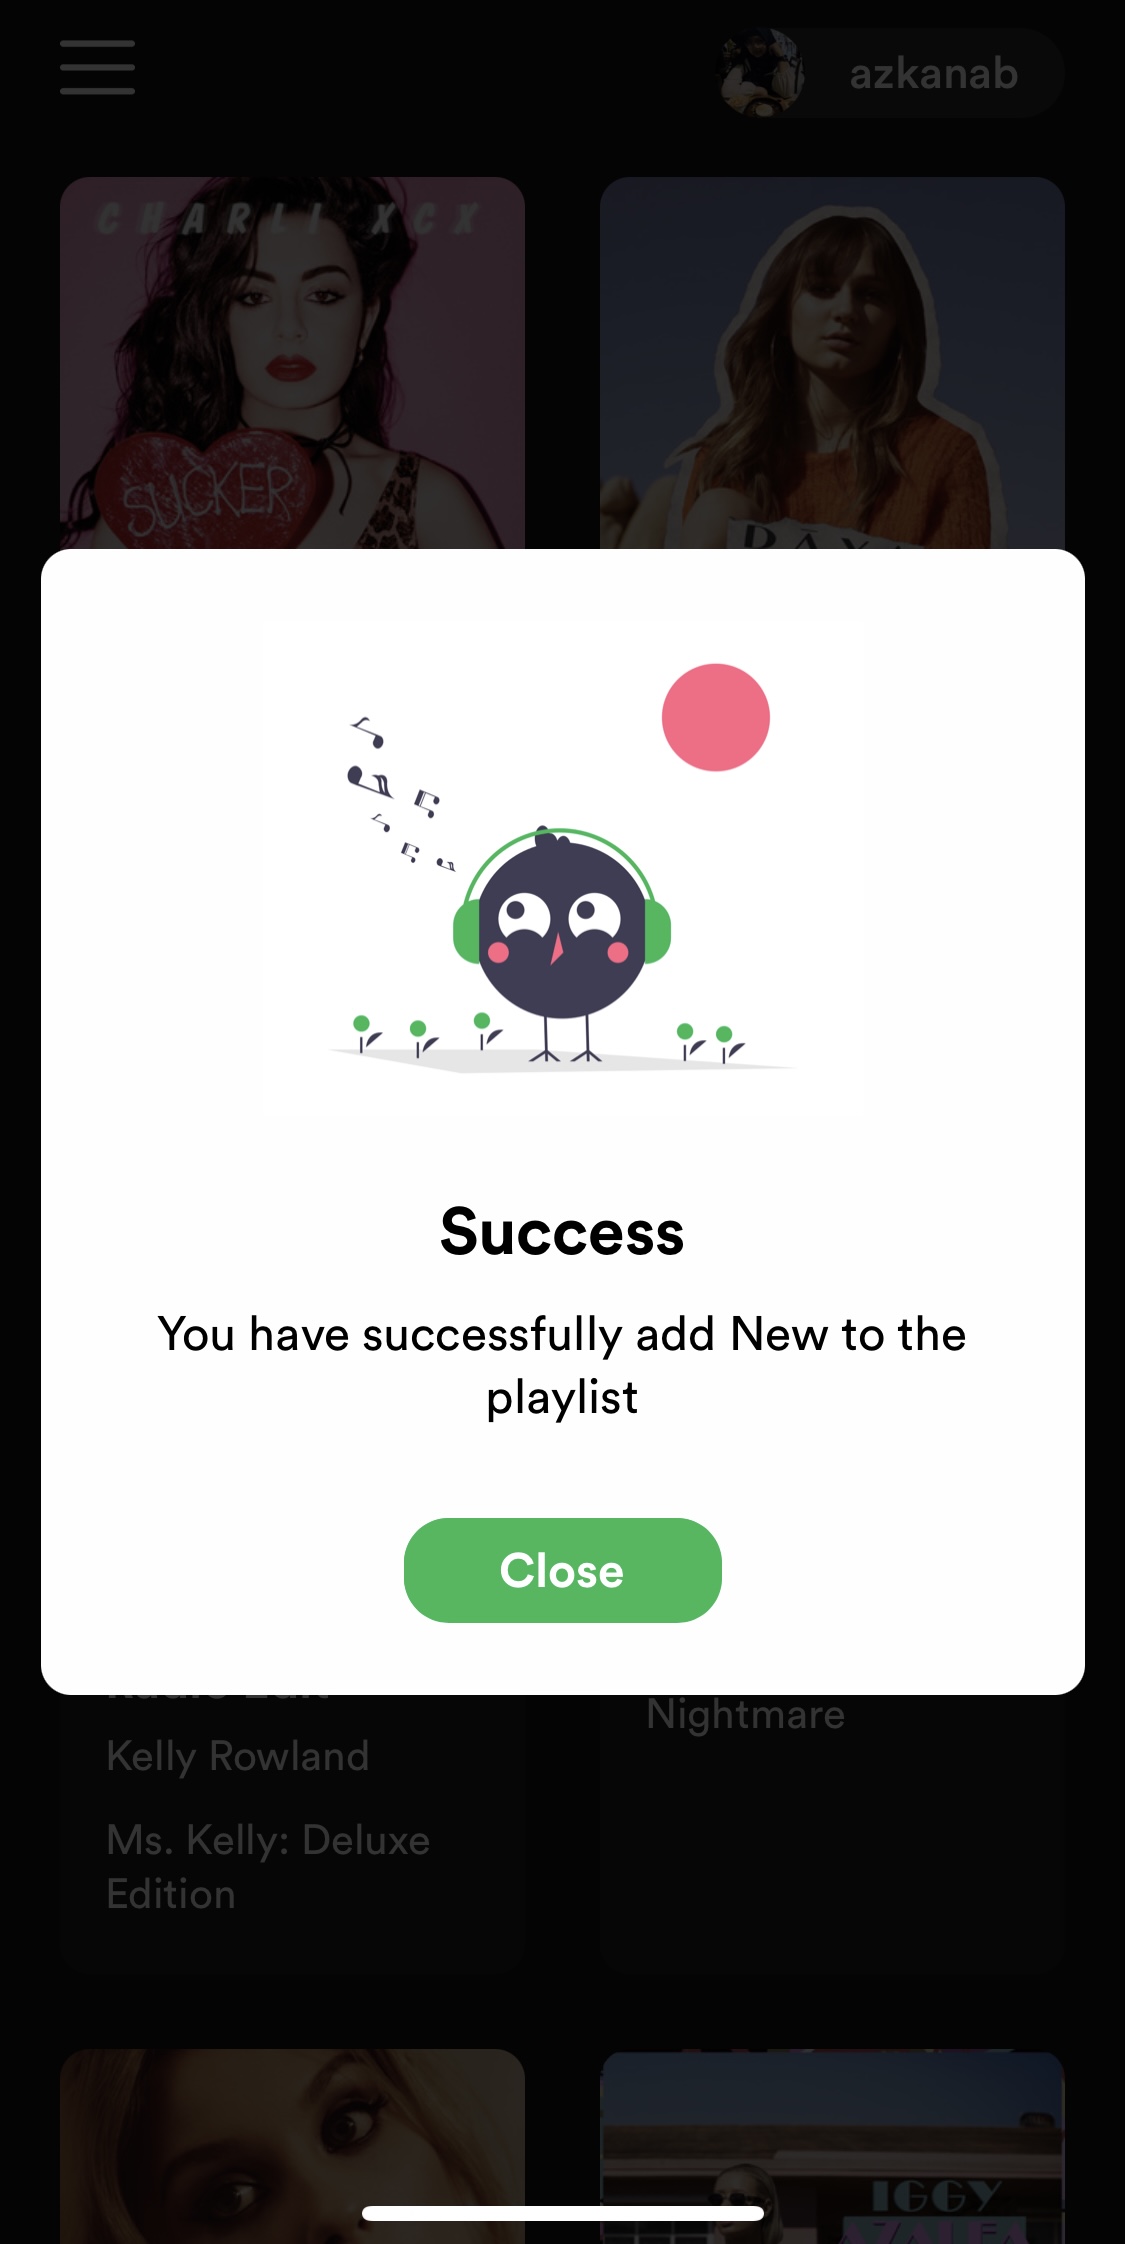 azkanab
CHARLI XCX
SUCKER
Success
You have successfully add New to the
playlist
Close
Kelly Rowland
Nightmare
Ms. Kelly: Deluxe
Edition
IGGY
AZALEA